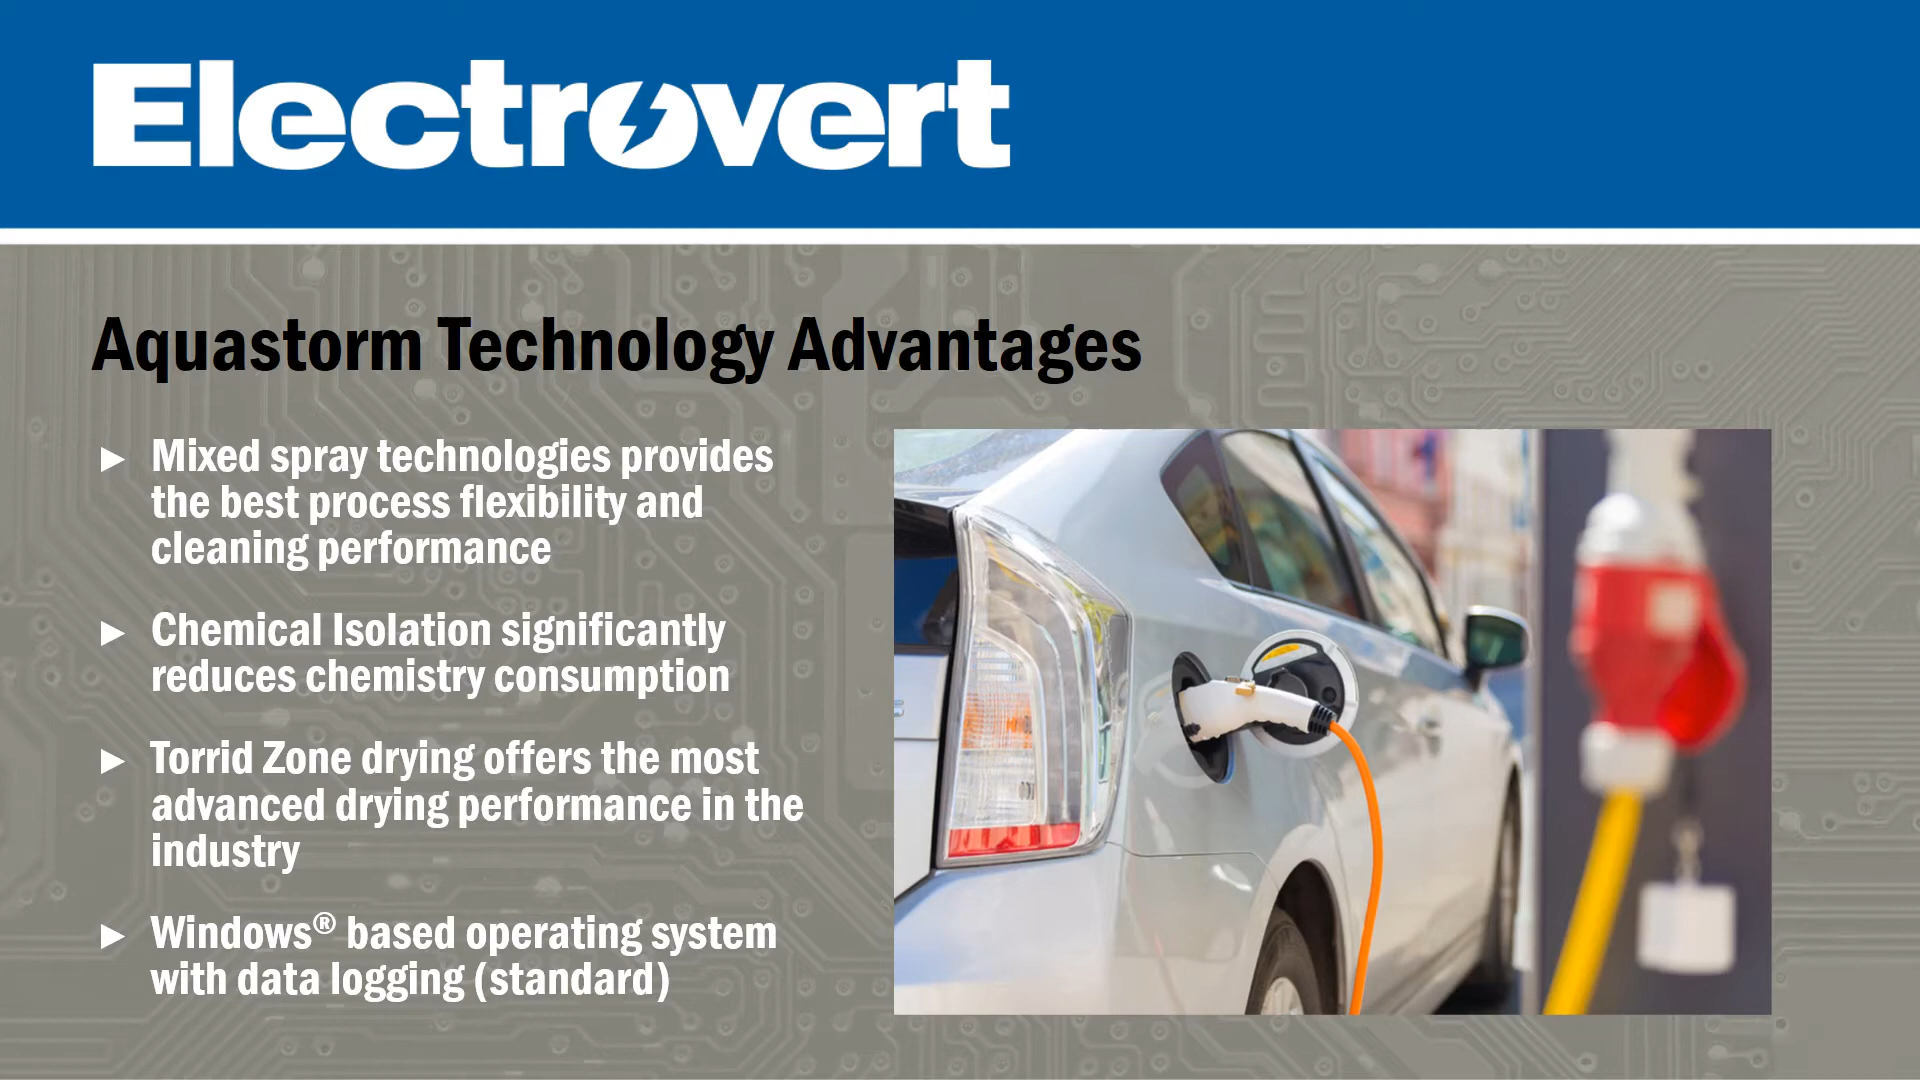 Electrovert
Aquastorm Technology Advantages
► Mixed spray technologies provides
the best process flexibility and
cleaning performance
► Chemical Isolation significantly
reduces chemistry consumption
► Torrid Zone drying offers the most
advanced drying performance in the
industry
► Windows® based operating system
with data logging (standard)